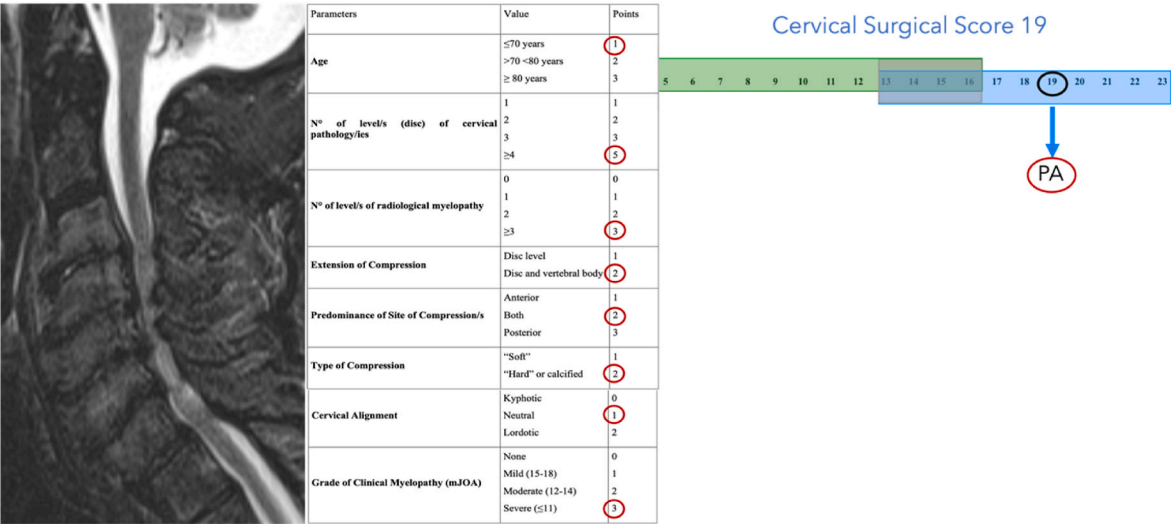 Cervical Surgical Score 19
Parameters Value Points
Age
≤70 years 1
>70 <80 years 2
≥ 80 years 3
N° of level/s (disc) of cervical pathology/ies
1 1
2 2
3 3
≥4 5
N° of level/s of radiological myelopathy
0 0
1 1
2 2
≥3 3
Extension of Compression
Disc level 1
Disc and vertebral body 2
Predominance of Site of Compression/s
Anterior 1
Both 2
Posterior 3
Type of Compression
“Soft” 1
“Hard” or calcified 2
Cervical Alignment
Kyphotic 0
Neutral 1
Lordotic 2
Grade of Clinical Myelopathy (mJOA)
None 0
Mild (15-18) 1
Moderate (12-14) 2
Severe (≤11) 3
5 6 7 8 9 10 11 12 13 14 15 16 17 18 19 20 21 22 23
PA